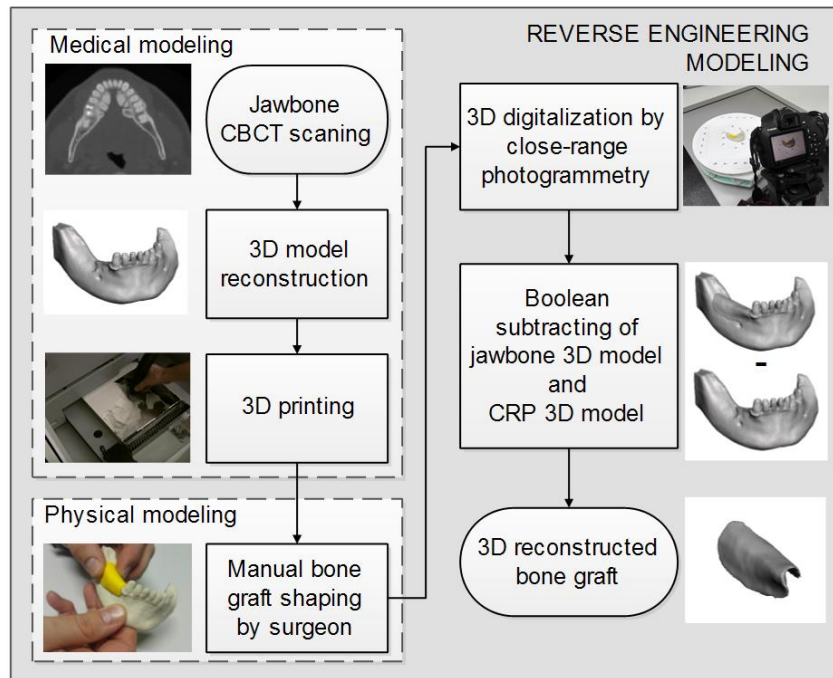 Medical modeling
Jawbone
CBCT scaning
3D model
reconstruction
3D printing
Physical modeling
Manual bone
graft shaping
by surgeon
REVERSE ENGINEERING
MODELING
3D digitalization by
close-range
photogrammetry
Boolean
subtracting of
jawbone 3D model
and
CRP 3D model
-
3D reconstructed
bone graft